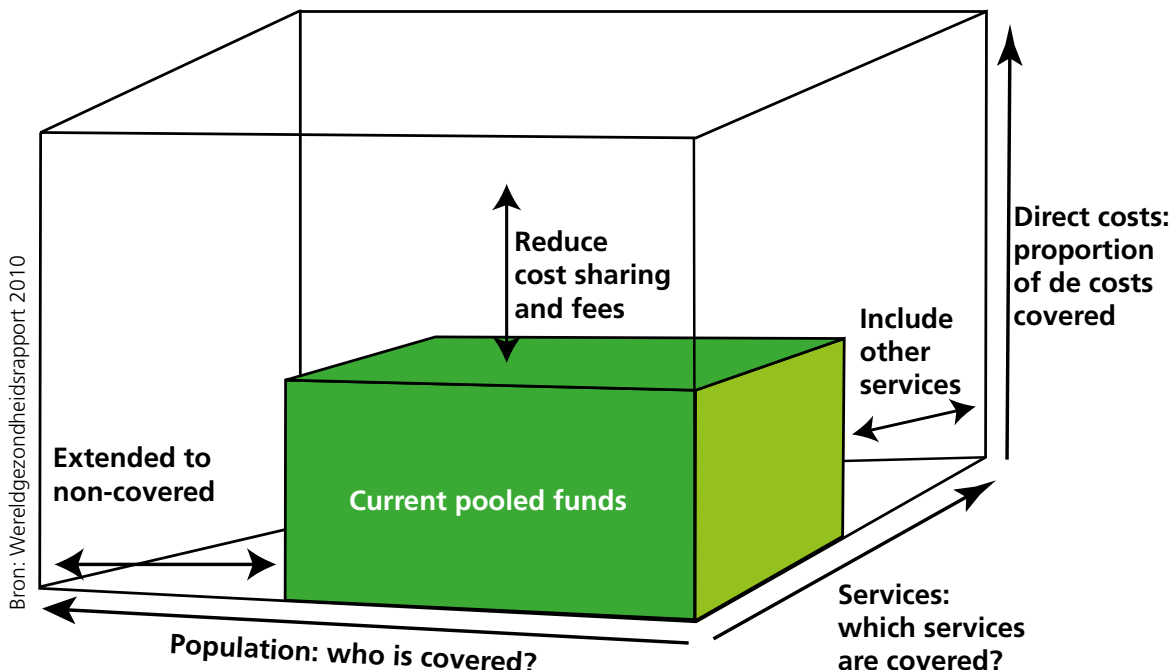 Reduce
cost sharing
and fees
Direct costs:
proportion
of de costs
covered
Include
other
services
Extended to
non-covered
Current pooled funds
Population: who is covered?
Services:
which services
are covered?
Bron: Wereldgezondheidsrapport 2010